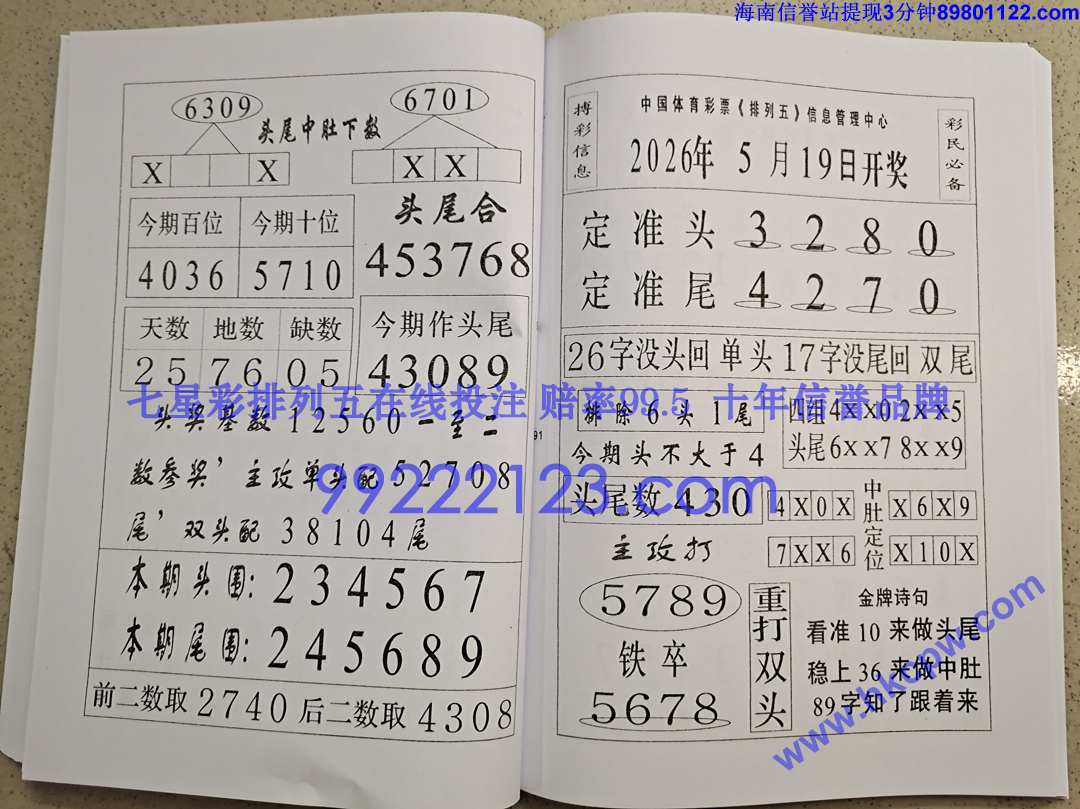 海南信誉站提现3分钟89801122.com
6309
6701
头尾中肚下数
X X
X X
头尾合
453768
今期百位 今期十位
4036 5710
天数 地数 缺数
25 76 05
今期作头尾
43089
七星彩排列五在线投注 赔率99.5 十年信誉品牌
头奖基数12560一至二
数参奖，主攻单头配52708
尾，双头配38104尾
99222123.com
本期头围：234567
本期尾围：245689
前二数取2740后二数取4308
91
搏彩信息
中国体育彩票《排列五》信息管理中心
彩民必备
2026年5月19日开奖
定准头3280
定准尾4270
26字没头回 单头 17字没尾回 双尾
排除6头1尾
今期头不大于4
四组4XX0 2XX5
头尾6XX7 8XX9
头尾数430
4X0X
中肚定位
X6X9
7XX6
X10X
主攻打
5789
铁卒
5678
重打双头
金牌诗句
看准10来做头尾
稳上36来做中肚
89字知了跟着来
www.hkcpw.com